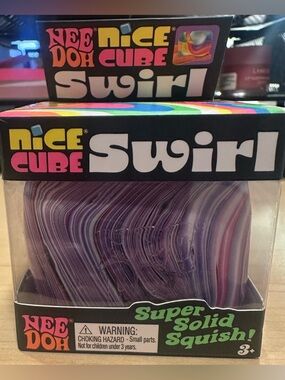 NEE DOH NICE CUBE
Swirl
NICE CUBE Swirl
NEE DOH
WARNING:
CHOKING HAZARD - Small parts.
Not for children under 3 years.
Super
Solid
Squish!
3+